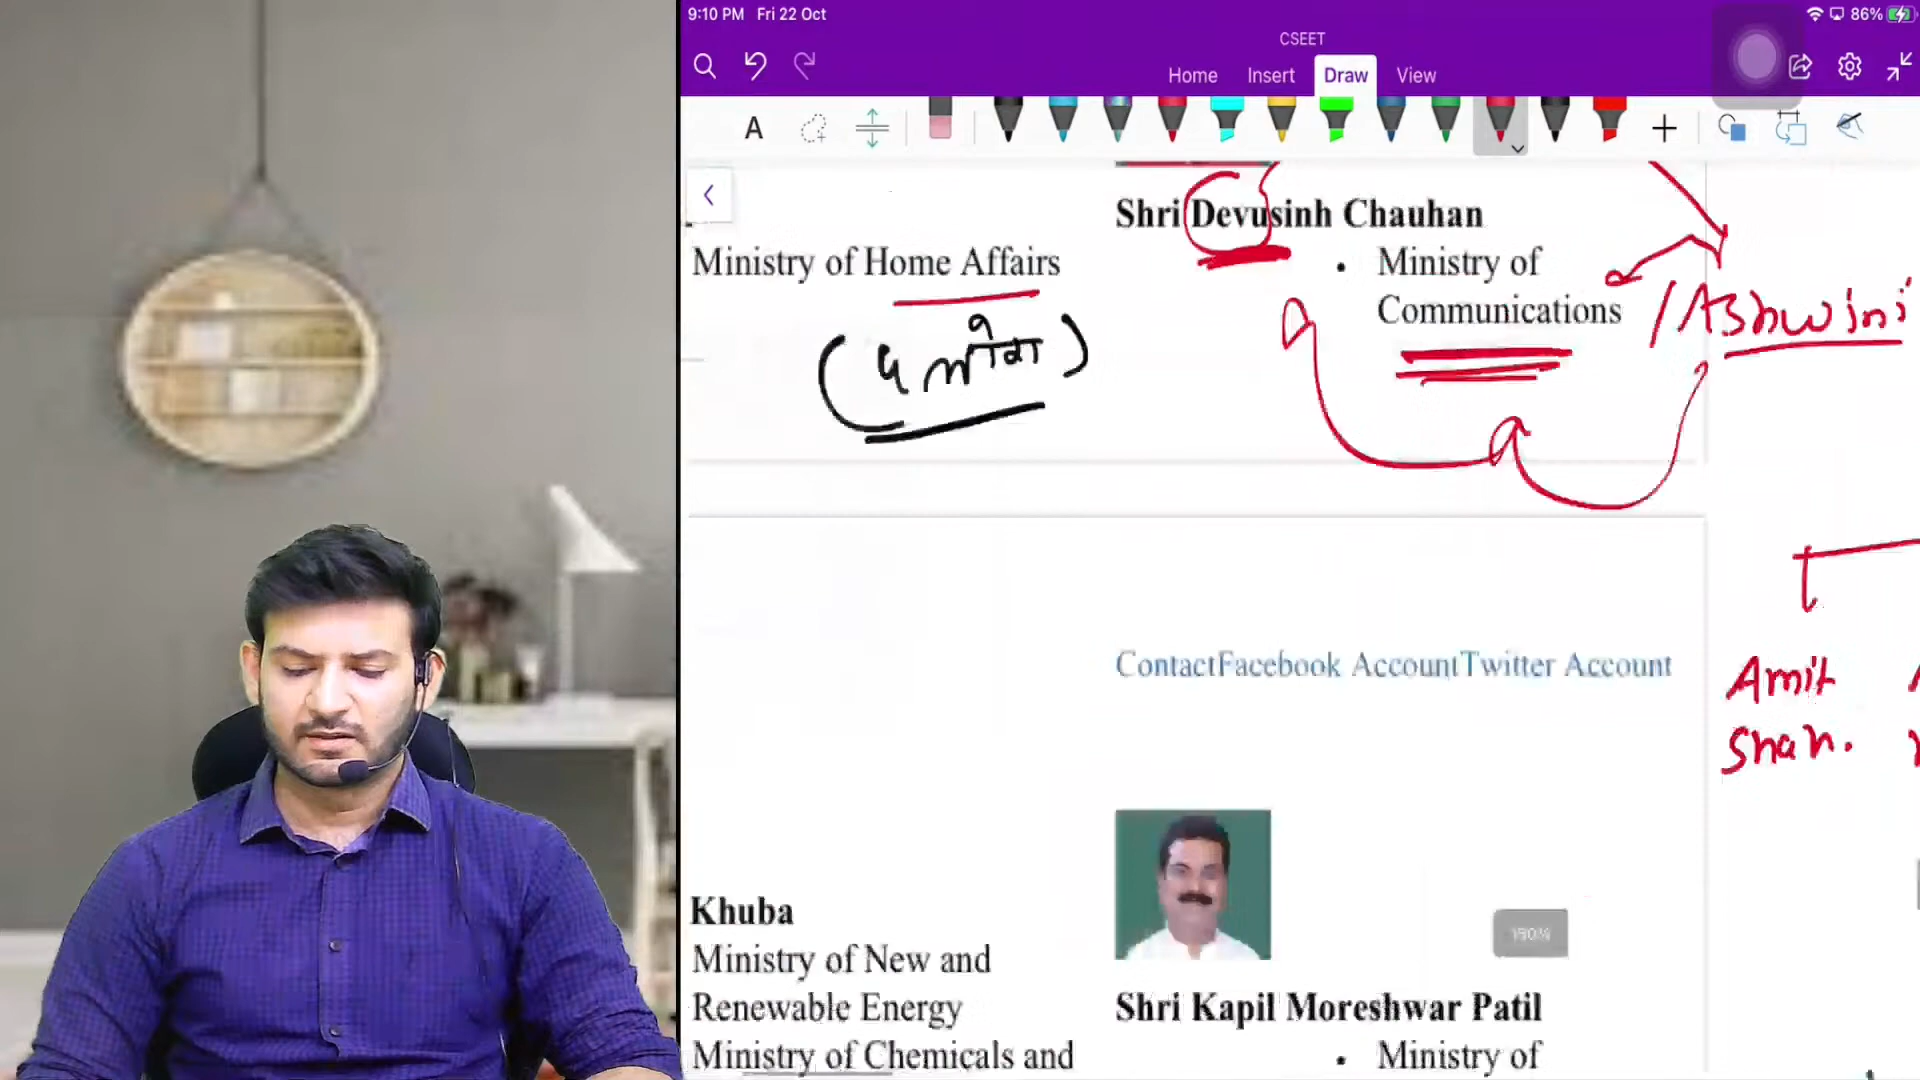 9:10 PM Fri 22 Oct
86%
CSEET
Home Insert Draw View
A
Shri Devusinh Chauhan
Ministry of Home Affairs
• Ministry of
Communications
/Ashwini
ContactFacebook AccountTwitter Account
Amit
Shah.
Khuba
Ministry of New and
Renewable Energy
Ministry of Chemicals and
190%
Shri Kapil Moreshwar Patil
• Ministry of